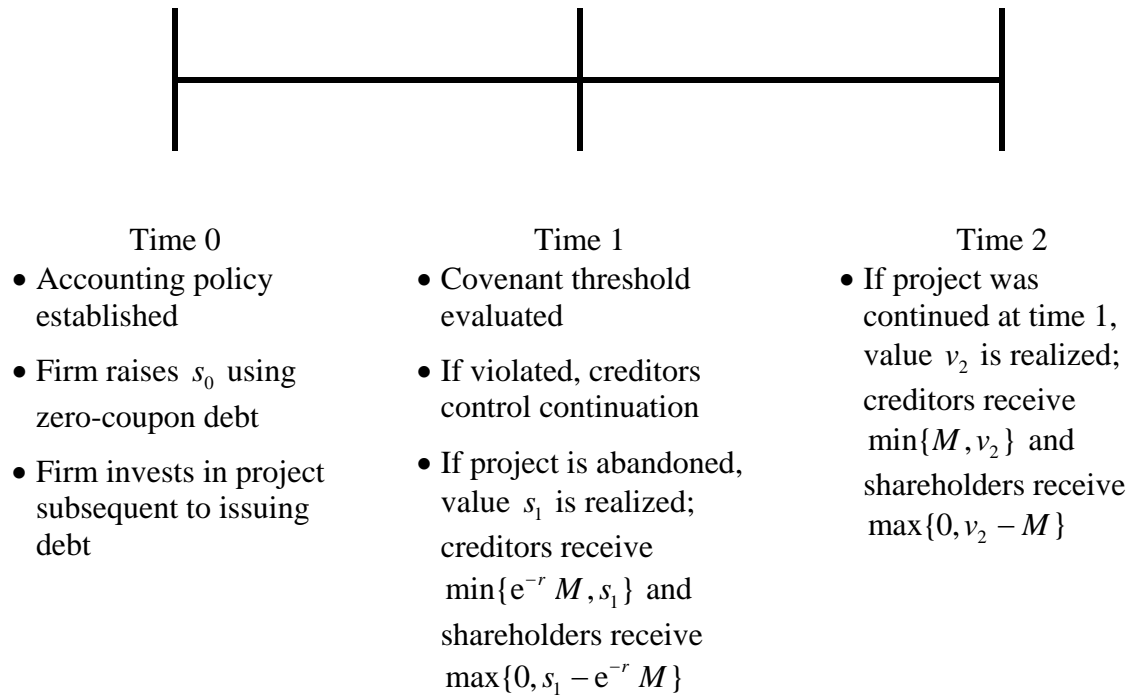 Time 0
• Accounting policy
established
• Firm raises s₀ using
zero-coupon debt
• Firm invests in project
subsequent to issuing
debt
Time 1
• Covenant threshold
evaluated
• If violated, creditors
control continuation
• If project is abandoned,
value s₁ is realized;
creditors receive
min{e⁻ʳ M, s₁} and
shareholders receive
max{0, s₁ − e⁻ʳ M}
Time 2
• If project was
continued at time 1,
value v₂ is realized;
creditors receive
min{M, v₂} and
shareholders receive
max{0, v₂ − M}